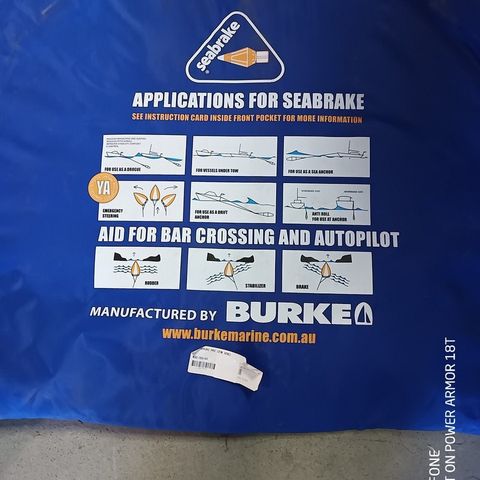 seabrake
APPLICATIONS FOR SEABRAKE
SEE INSTRUCTION CARD INSIDE FRONT POCKET FOR MORE INFORMATION
FOR USE AS A DROGUE
FOR VESSELS UNDER TOW
FOR USE AS A SEA ANCHOR
YA
EMERGENCY STEERING
FOR USE AS A DRIFT ANCHOR
ANTI ROLL FOR USE AT ANCHOR
AID FOR BAR CROSSING AND AUTOPILOT
RUDDER
STABILIZER
BRAKE
MANUFACTURED BY BURKE
www.burkemarine.com.au
FONE
T ON POWER ARMOR 18T